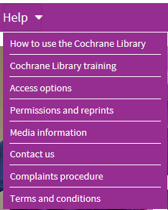 Help
How to use the Cochrane Library
Cochrane Library training
Access options
Permissions and reprints
Media information
Contact us
Complaints procedure
Terms and conditions